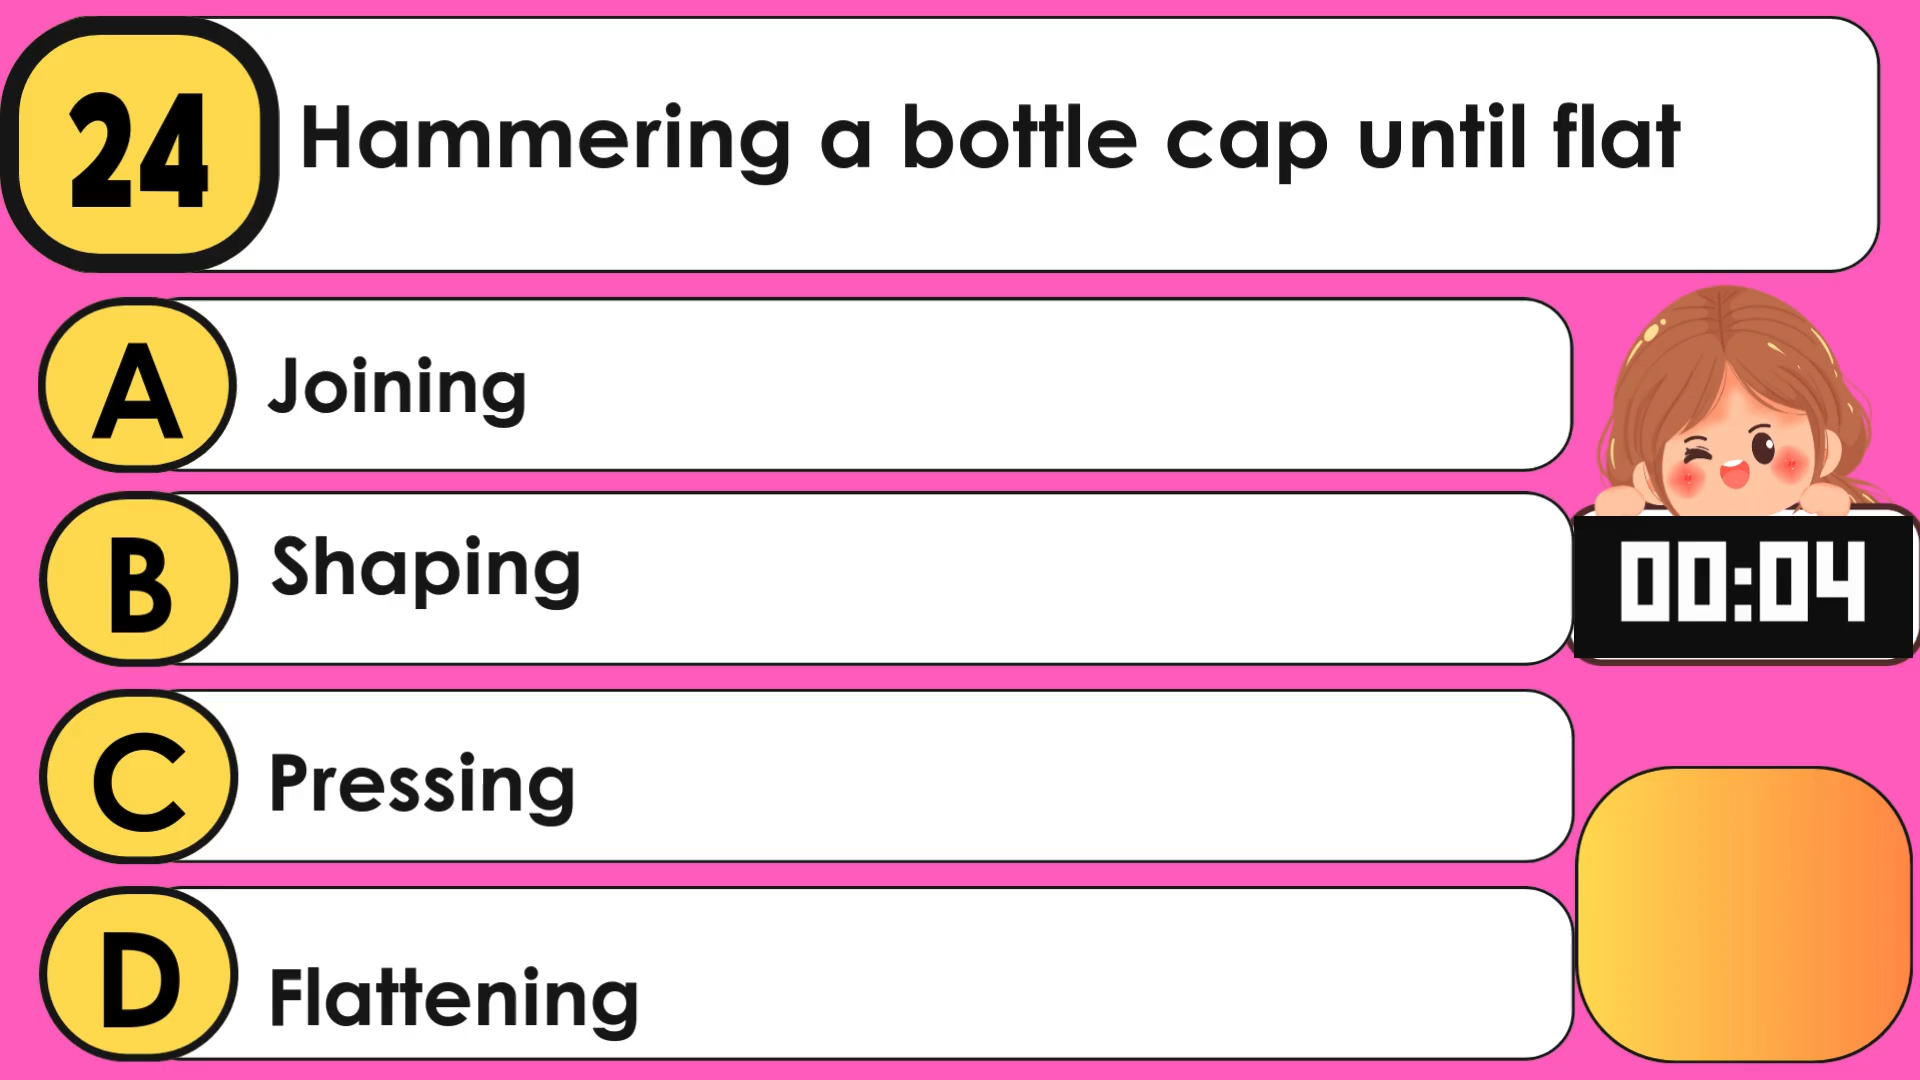 24
Hammering a bottle cap until flat
A
Joining
B
Shaping
00:04
C
Pressing
D
Flattening